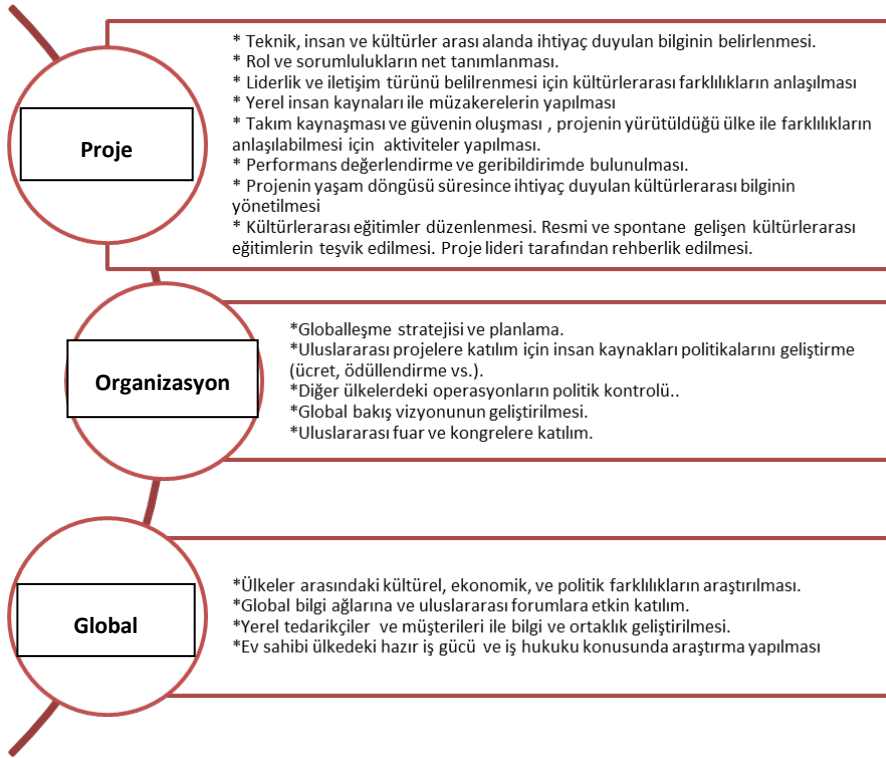 Proje
* Teknik, insan ve kültürler arası alanda ihtiyaç duyulan bilginin belirlenmesi.
* Rol ve sorumlulukların net tanımlanması.
* Liderlik ve iletişim türünü belilrenmesi için kültürlerarası farklılıkların anlaşılması
* Yerel insan kaynaları ile müzakerelerin yapılması
* Takım kaynaşması ve güvenin oluşması , projenin yürütüldüğü ülke ile farklılıkların
anlaşılabilmesi için aktiviteler yapılması.
* Performans değerlendirme ve geribildirimde bulunulması.
* Projenin yaşam döngüsü süresince ihtiyaç duyulan kültürlerarası bilginin
yönetilmesi
* Kültürlerarası eğitimler düzenlenmesi. Resmi ve spontane gelişen kültürlerarası
eğitimlerin teşvik edilmesi. Proje lideri tarafından rehberlik edilmesi.
Organizasyon
*Globalleşme stratejisi ve planlama.
*Uluslararası projelere katılım için insan kaynakları politikalarını geliştirme
(ücret, ödüllendirme vs.).
*Diğer ülkelerdeki operasyonların politik kontrolü..
*Global bakış vizyonunun geliştirilmesi.
*Uluslararası fuar ve kongrelere katılım.
Global
*Ülkeler arasındaki kültürel, ekonomik, ve politik farklılıkların araştırılması.
*Global bilgi ağlarına ve uluslararası forumlara etkin katılım.
*Yerel tedarikçiler ve müşterileri ile bilgi ve ortaklık geliştirilmesi.
*Ev sahibi ülkedeki hazır iş gücü ve iş hukuku konusunda araştırma yapılması